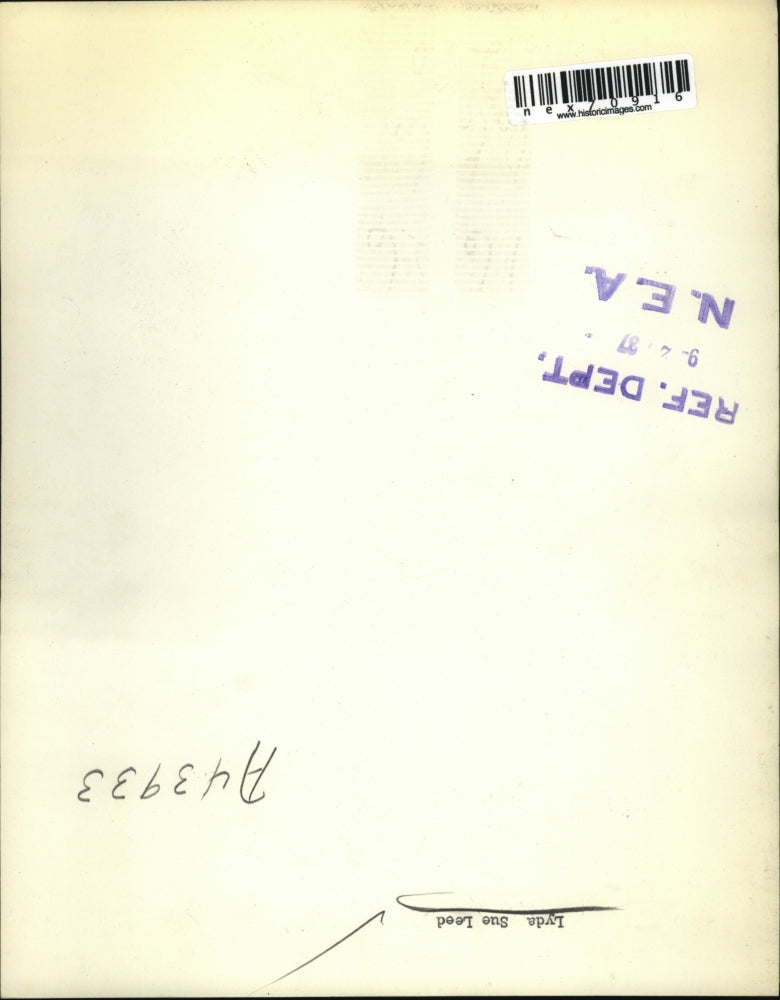 nex70916
www.historicimages.com
N. E. A.
REF. DEPT.
A43933
Lyda Sue Leed